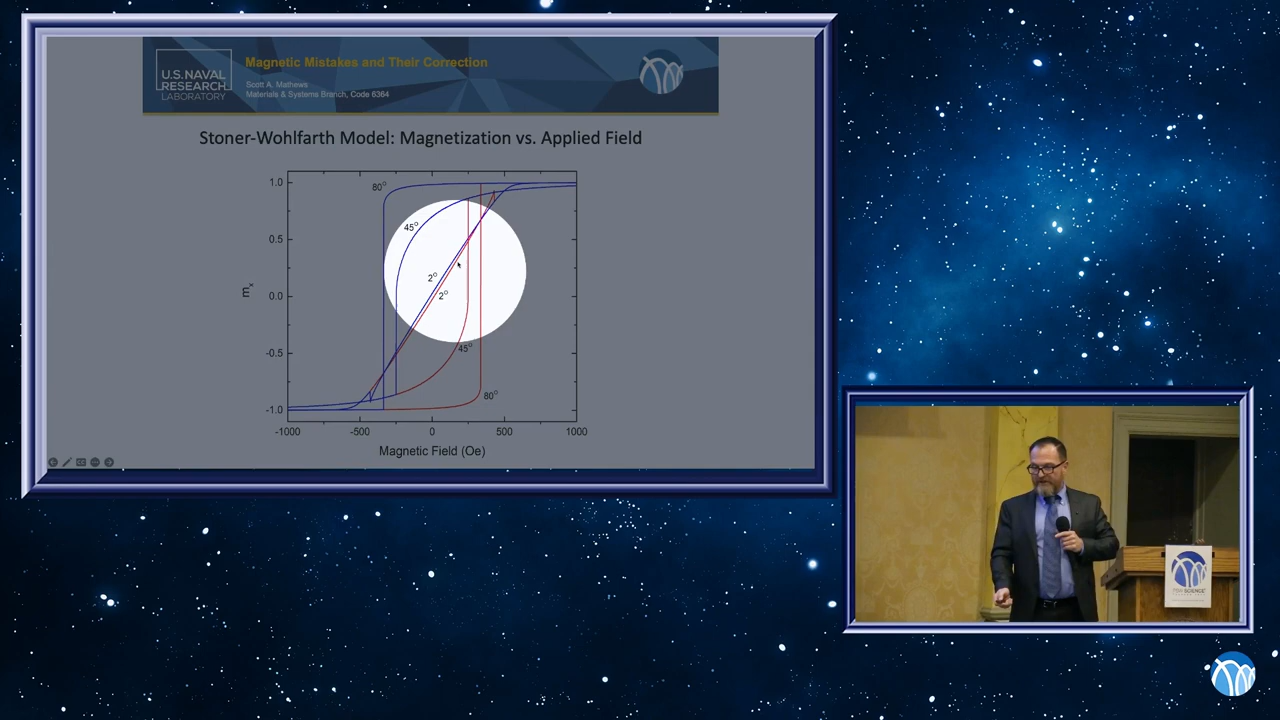 U.S. NAVAL
RESEARCH
LABORATORY
Magnetic Mistakes and Their Correction
Scott A. Mathews
Materials & Systems Branch, Code 6364
Stoner-Wohlfarth Model: Magnetization vs. Applied Field
1.0
0.5
0.0
-0.5
-1.0
mx
80°
45°
2°
2°
45°
80°
-1000
-500
0
500
1000
Magnetic Field (Oe)